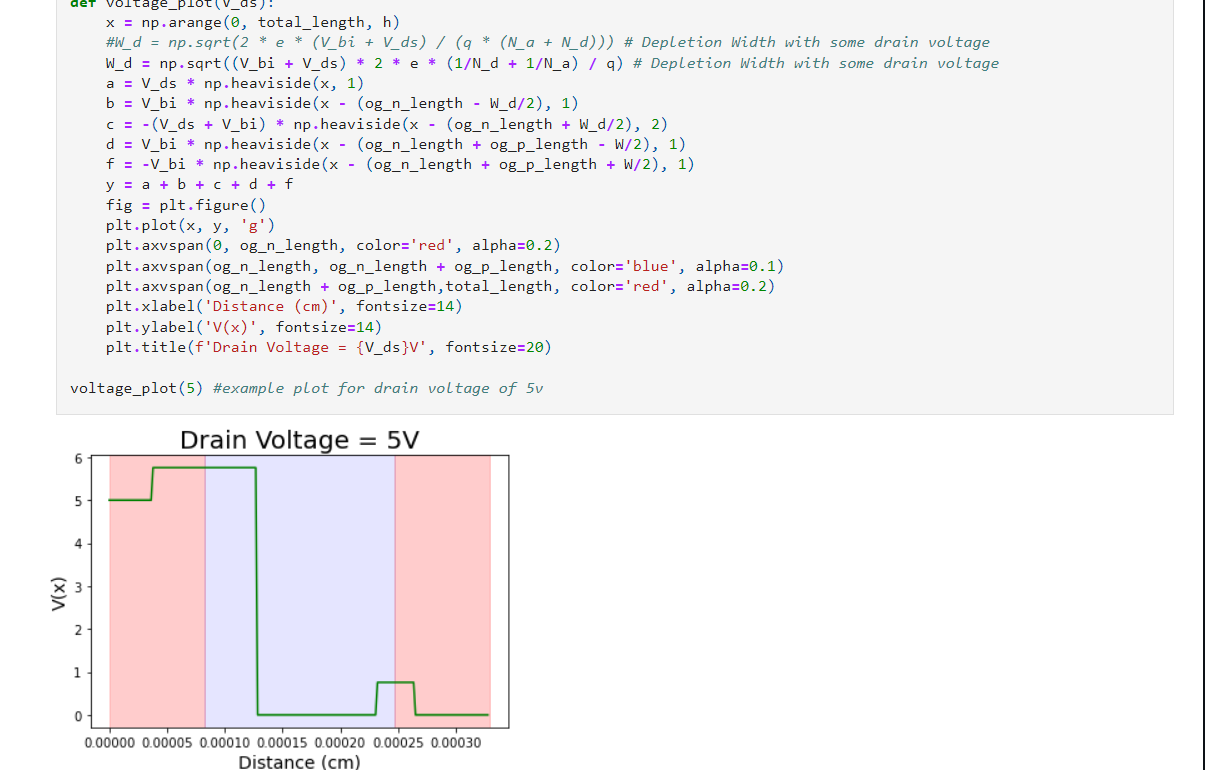 def voltage_plot(V_ds):
    x = np.arange(0, total_length, h)
    #W_d = np.sqrt(2 * e * (V_bi + V_ds) / (q * (N_a + N_d))) # Depletion Width with some drain voltage
    W_d = np.sqrt((V_bi + V_ds) * 2 * e * (1/N_d + 1/N_a) / q) # Depletion Width with some drain voltage
    a = V_ds * np.heaviside(x, 1)
    b = V_bi * np.heaviside(x - (og_n_length - W_d/2), 1)
    c = -(V_ds + V_bi) * np.heaviside(x - (og_n_length + W_d/2), 2)
    d = V_bi * np.heaviside(x - (og_n_length + og_p_length - W/2), 1)
    f = -V_bi * np.heaviside(x - (og_n_length + og_p_length + W/2), 1)
    y = a + b + c + d + f
    fig = plt.figure()
    plt.plot(x, y, 'g')
    plt.axvspan(0, og_n_length, color='red', alpha=0.2)
    plt.axvspan(og_n_length, og_n_length + og_p_length, color='blue', alpha=0.1)
    plt.axvspan(og_n_length + og_p_length,total_length, color='red', alpha=0.2)
    plt.xlabel('Distance (cm)', fontsize=14)
    plt.ylabel('V(x)', fontsize=14)
    plt.title(f'Drain Voltage = {V_ds}V', fontsize=20)
voltage_plot(5) #example plot for drain voltage of 5v
Drain Voltage = 5V
6
5
4
3
2
1
0
V(x)
0.00000 0.00005 0.00010 0.00015 0.00020 0.00025 0.00030
Distance (cm)